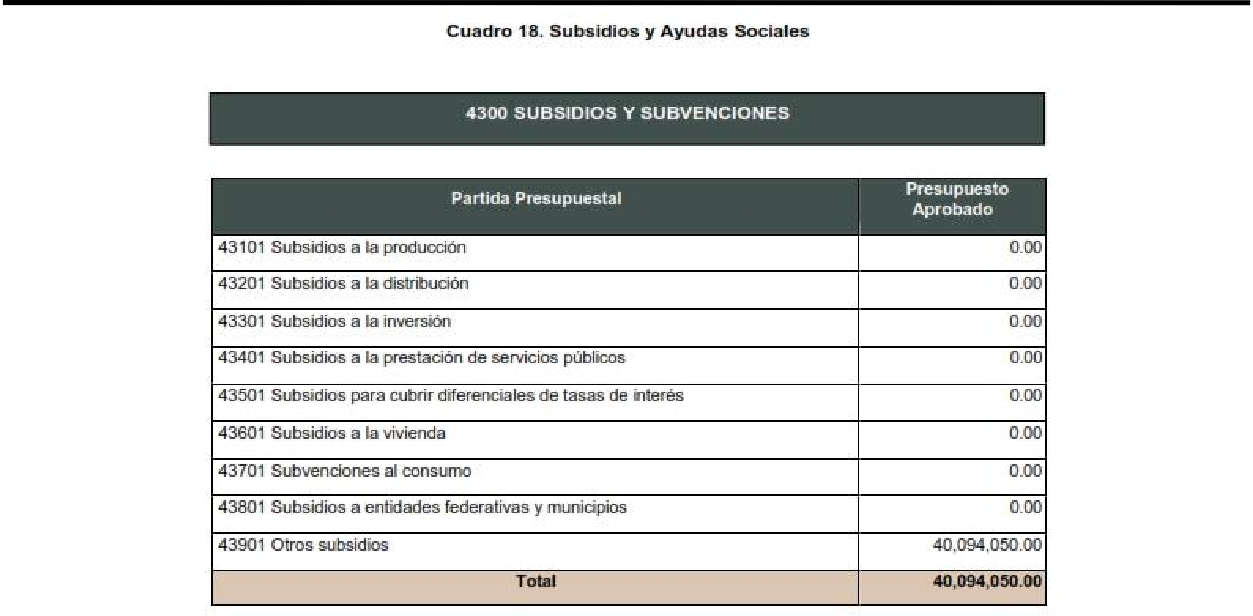 Cuadro 18. Subsidios y Ayudas Sociales
4300 SUBSIDIOS Y SUBVENCIONES
Partida Presupuestal
Presupuesto
Aprobado
43101 Subsidios a la producción 0.00
43201 Subsidios a la distribución 0.00
43301 Subsidios a la inversión 0.00
43401 Subsidios a la prestación de servicios públicos 0.00
43501 Subsidios para cubrir diferenciales de tasas de interés 0.00
43601 Subsidios a la vivienda 0.00
43701 Subvenciones al consumo 0.00
43801 Subsidios a entidades federativas y municipios 0.00
43901 Otros subsidios 40,094,050.00
Total 40,094,050.00